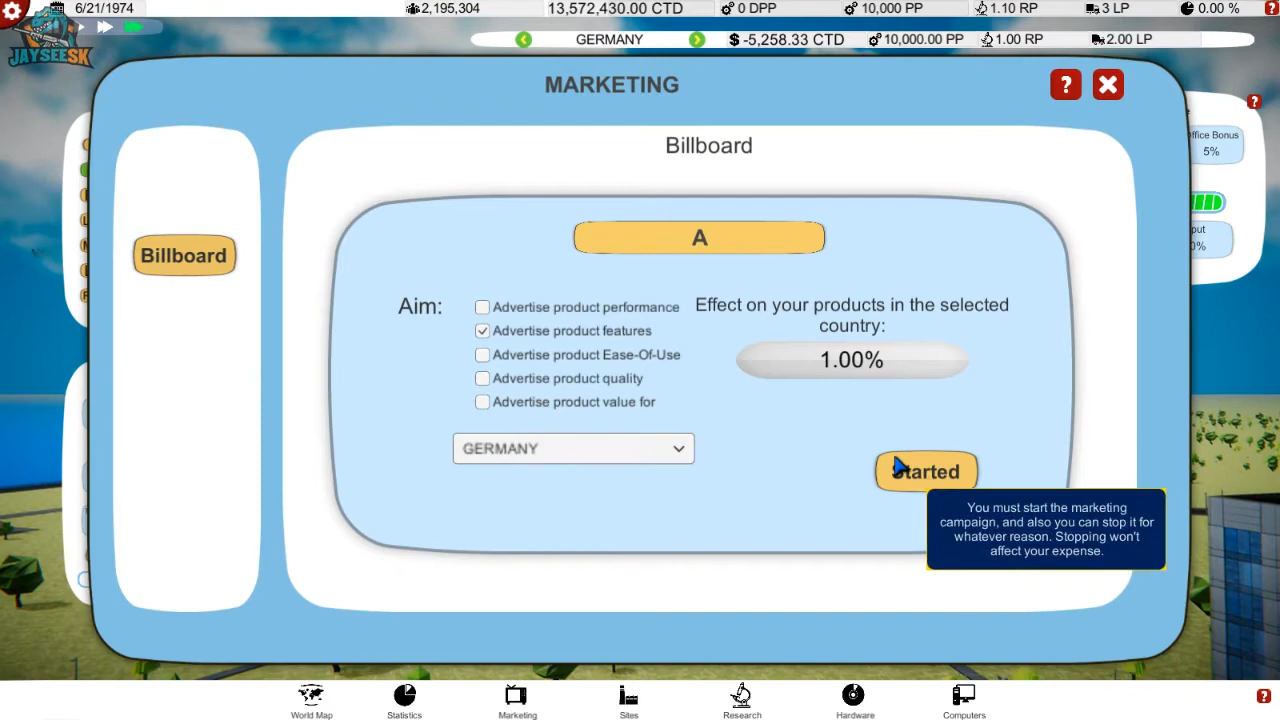 6/21/1974
2,195,304
13,572,430.00 CTD
0 DPP
10,000 PP
1.10 RP
3 LP
0.00 %
?
JAYSEESK
GERMANY
$ -5,258.33 CTD
10,000.00 PP
1.00 RP
2.00 LP
MARKETING
?
?
ffice Bonus
5%
Billboard
Billboard
A
Aim:
Advertise product performance
Advertise product features
Advertise product Ease-Of-Use
Advertise product quality
Advertise product value for
Effect on your products in the selected
country:
1.00%
put
0%
GERMANY
Started
You must start the marketing
campaign, and also you can stop it for
whatever reason. Stopping won't
affect your expense.
World Map
Statistics
Marketing
Sites
Research
Hardware
Computers
?